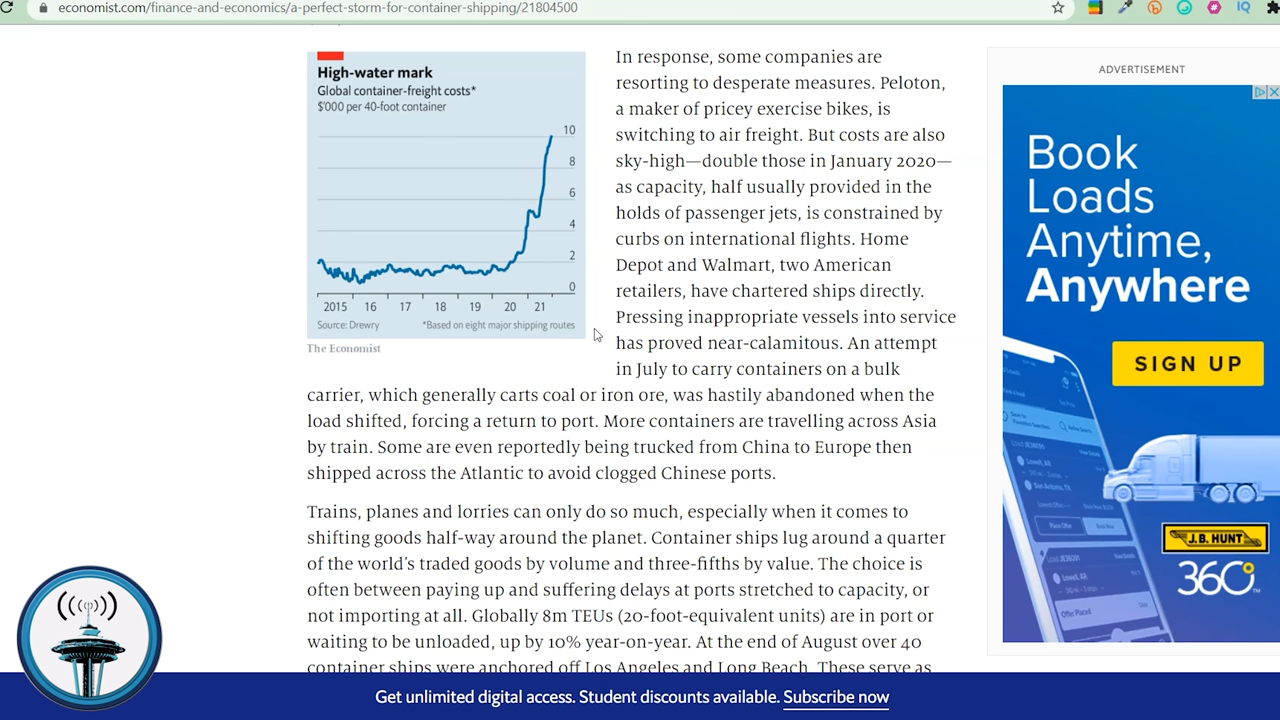 economist.com/finance-and-economics/a-perfect-storm-for-container-shipping/21804500
High-water mark
Global container-freight costs*
$'000 per 40-foot container
10
8
6
4
2
0
2015 16 17 18 19 20 21
Source: Drewry *Based on eight major shipping routes
The Economist
In response, some companies are
resorting to desperate measures. Peloton,
a maker of pricey exercise bikes, is
switching to air freight. But costs are also
sky-high—double those in January 2020—
as capacity, half usually provided in the
holds of passenger jets, is constrained by
curbs on international flights. Home
Depot and Walmart, two American
retailers, have chartered ships directly.
Pressing inappropriate vessels into service
has proved near-calamitous. An attempt
in July to carry containers on a bulk
carrier, which generally carts coal or iron ore, was hastily abandoned when the
load shifted, forcing a return to port. More containers are travelling across Asia
by train. Some are even reportedly being trucked from China to Europe then
shipped across the Atlantic to avoid clogged Chinese ports.
Trains, planes and lorries can only do so much, especially when it comes to
shifting goods half-way around the planet. Container ships lug around a quarter
of the world's traded goods by volume and three-fifths by value. The choice is
often between paying up and suffering delays at ports stretched to capacity, or
not importing at all. Globally 8m TEUs (20-foot-equivalent units) are in port or
waiting to be unloaded, up by 10% year-on-year. At the end of August over 40
container ships were anchored off Los Angeles and Long Beach. These serve as
ADVERTISEMENT
Book
Loads
Anytime,
Anywhere
SIGN UP
J.B. HUNT
360
Get unlimited digital access. Student discounts available. Subscribe now